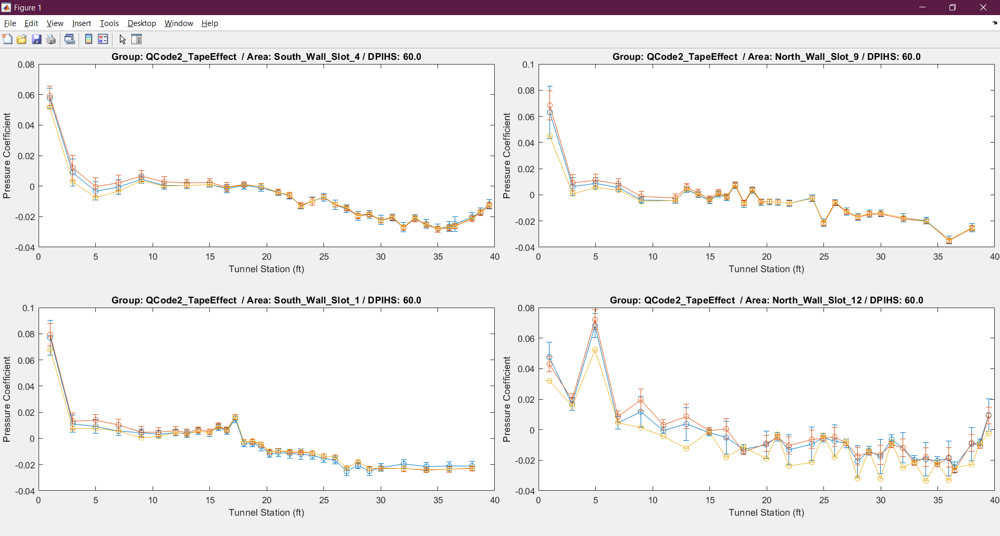 Figure 1
File Edit View Insert Tools Desktop Window Help
Group: QCode2_TapeEffect / Area: South_Wall_Slot_4 / DPIHS: 60.0
0.08
0.06
0.04
0.02
0
-0.02
-0.04
Pressure Coefficient
0 5 10 15 20 25 30 35 40
Tunnel Station (ft)
Group: QCode2_TapeEffect / Area: North_Wall_Slot_9 / DPIHS: 60.0
0.1
0.08
0.06
0.04
0.02
0
-0.02
-0.04
Pressure Coefficient
0 5 10 15 20 25 30 35 40
Tunnel Station (ft)
Group: QCode2_TapeEffect / Area: South_Wall_Slot_1 / DPIHS: 60.0
0.1
0.08
0.06
0.04
0.02
0
-0.02
-0.04
Pressure Coefficient
0 5 10 15 20 25 30 35 40
Tunnel Station (ft)
Group: QCode2_TapeEffect / Area: North_Wall_Slot_12 / DPIHS: 60.0
0.08
0.06
0.04
0.02
0
-0.02
-0.04
Pressure Coefficient
0 5 10 15 20 25 30 35 40
Tunnel Station (ft)